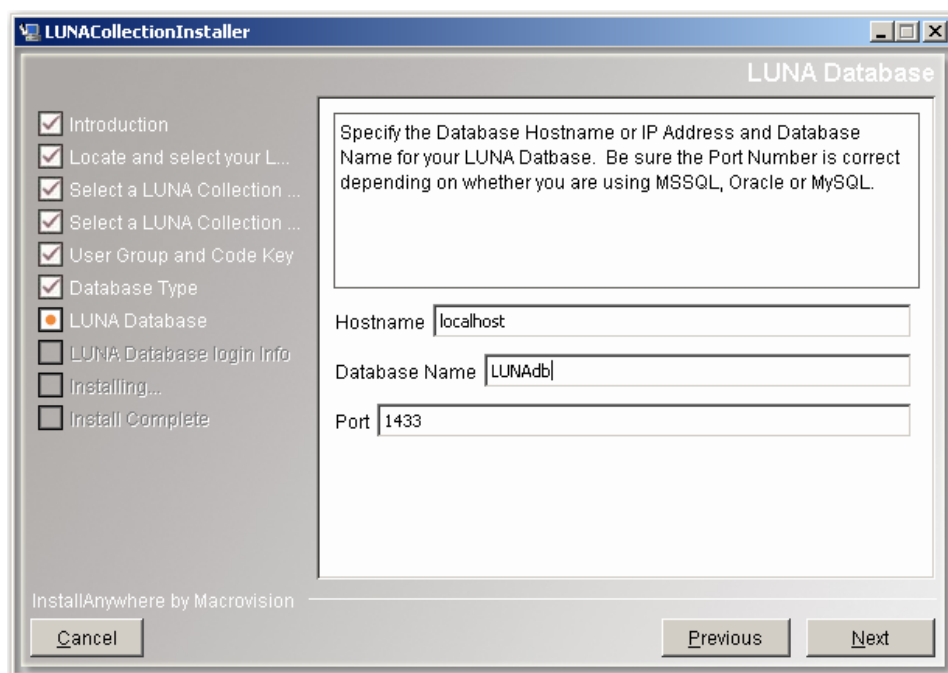 LUNACollectionInstaller
LUNA Database
Introduction
Locate and select your L...
Select a LUNA Collection ...
Select a LUNA Collection ...
User Group and Code Key
Database Type
LUNA Database
LUNA Database login Info
Installing...
Install Complete
Specify the Database Hostname or IP Address and Database
Name for your LUNA Datbase. Be sure the Port Number is correct
depending on whether you are using MSSQL, Oracle or MySQL.
Hostname localhost
Database Name LUNAdb
Port 1433
InstallAnywhere by Macrovision
Cancel Previous Next